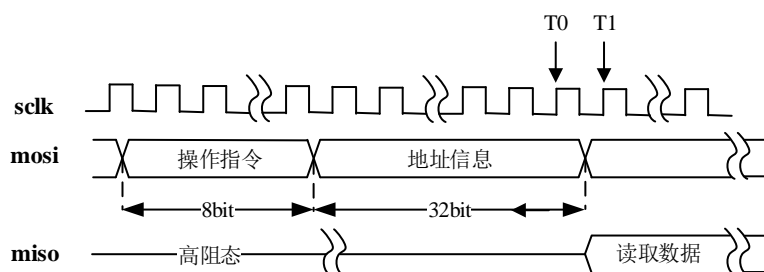 T0 T1
sclk
mosi 操作指令 地址信息
8bit 32bit
miso 高阻态 读取数据